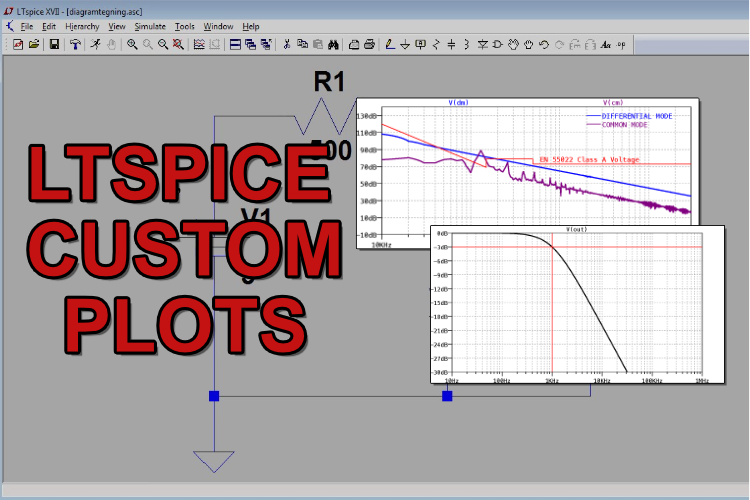 LTspice XVII - [diagramtegning.asc]
File Edit Hierarchy View Simulate Tools Window Help
R1
LTSPICE
CUSTOM
PLOTS
V1
V(dm) V(cm)
130dB
110dB
90dB
70dB
50dB
30dB
10dB
-10dB
10KHz
DIFFERENTIAL MODE
COMMON MODE
EN 55022 Class A Voltage
V(out)
0dB
-3dB
-6dB
-9dB
-12dB
-15dB
-18dB
-21dB
-24dB
-27dB
-30dB
10Hz 100Hz 1KHz 10KHz 100KHz 1MHz